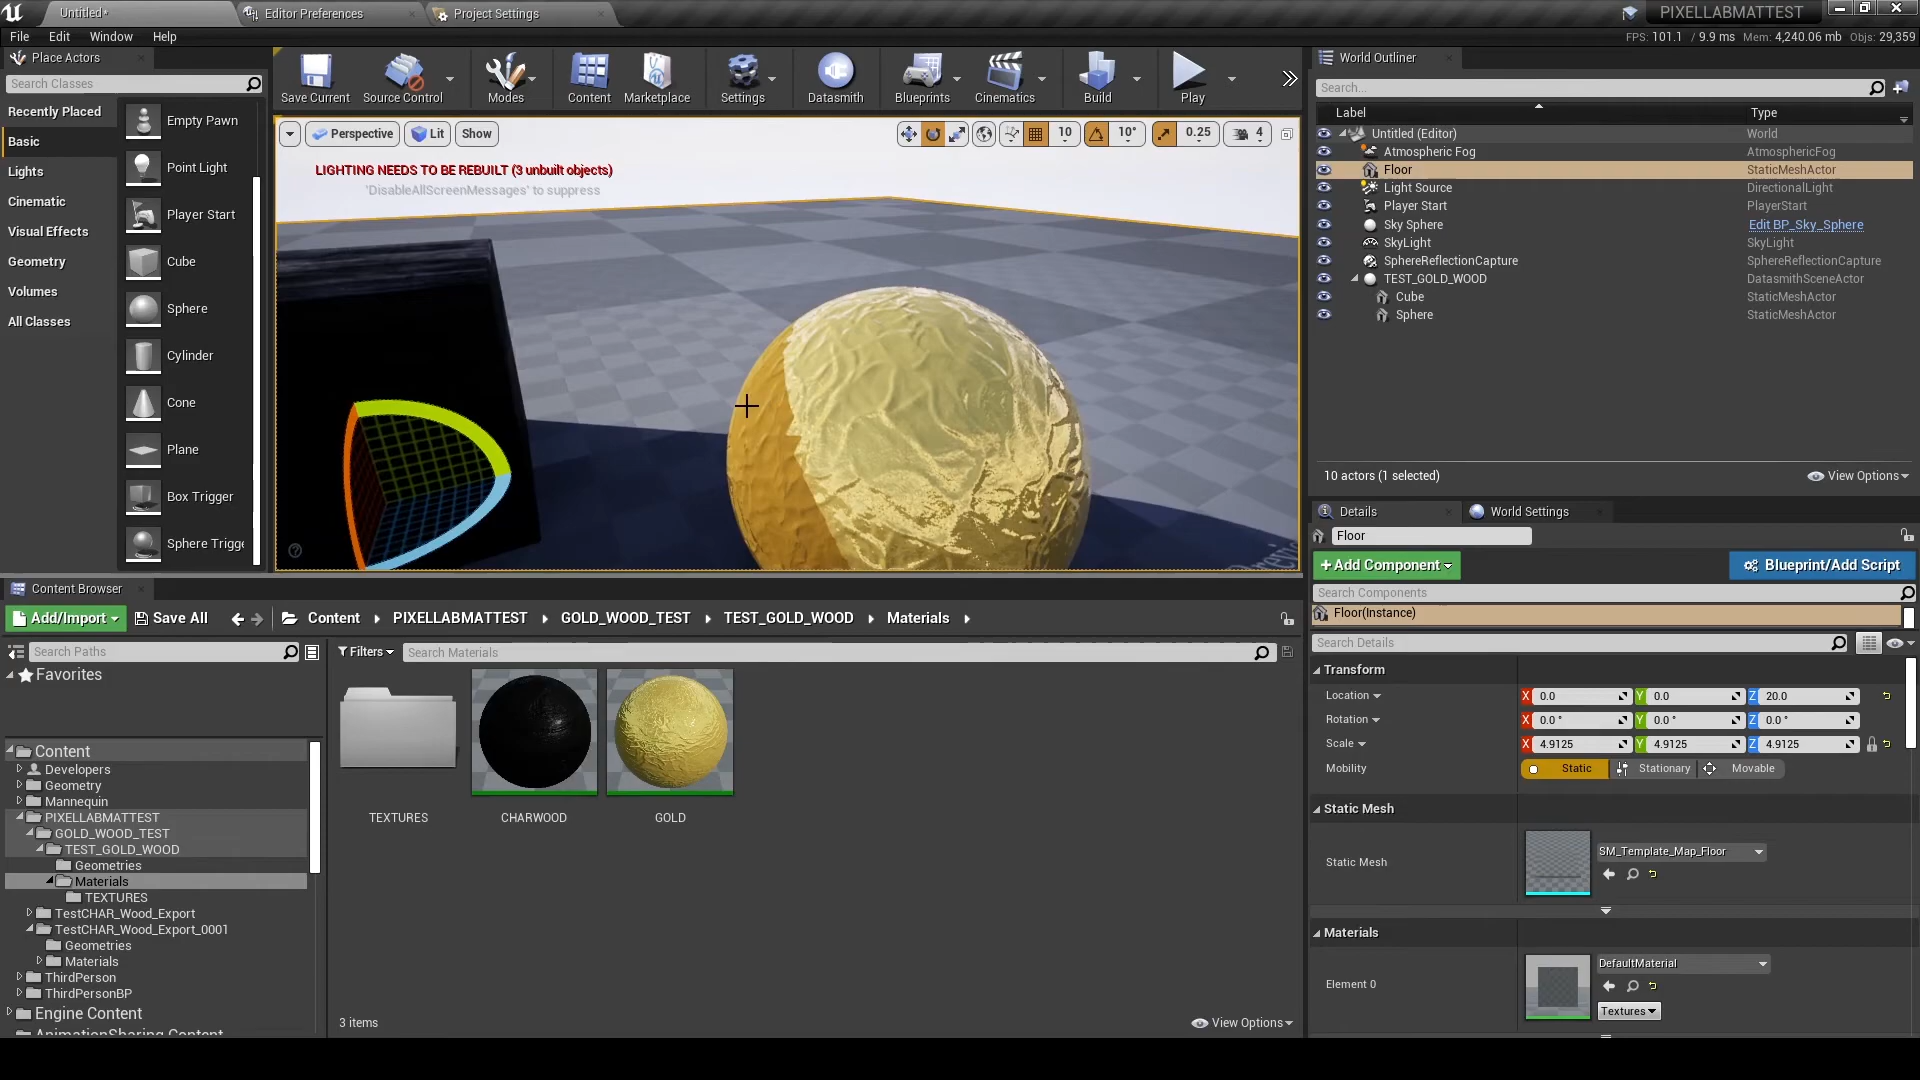 Untitled*
Editor Preferences
Project Settings
PIXELLABMATTEST
File Edit Window Help
FPS: 101.1 / 9.9 ms Mem: 4,240.06 mb Objs: 29,359
Place Actors
Search Classes
Recently Placed
Basic
Lights
Cinematic
Visual Effects
Geometry
Volumes
All Classes
Empty Pawn
Point Light
Player Start
Cube
Sphere
Cylinder
Cone
Plane
Box Trigger
Sphere Trigge
Save Current
Source Control
Modes
Content
Marketplace
Settings
Datasmith
Blueprints
Cinematics
Build
Play
Perspective
Lit
Show
10
10°
0.25
4
LIGHTING NEEDS TO BE REBUILT (3 unbuilt objects)
'DisableAllScreenMessages' to suppress
World Outliner
Search...
Label Type
Untitled (Editor) World
Atmospheric Fog AtmosphericFog
Floor StaticMeshActor
Light Source DirectionalLight
Player Start PlayerStart
Sky Sphere Edit BP_Sky_Sphere
SkyLight SkyLight
SphereReflectionCapture SphereReflectionCapture
TEST_GOLD_WOOD DatasmithSceneActor
Cube StaticMeshActor
Sphere StaticMeshActor
10 actors (1 selected)
View Options
Details
World Settings
Floor
+Add Component
Blueprint/Add Script
Search Components
Floor(Instance)
Search Details
Transform
Location X 0.0 Y 0.0 Z 20.0
Rotation X 0.0 ° Y 0.0 ° Z 0.0 °
Scale X 4.9125 Y 4.9125 Z 4.9125
Mobility Static Stationary Movable
Static Mesh
Static Mesh
SM_Template_Map_Floor
Materials
Element 0
DefaultMaterial
Textures
Content Browser
Add/Import
Save All
Content PIXELLABMATTEST GOLD_WOOD_TEST TEST_GOLD_WOOD Materials
Search Paths
Filters
Search Materials
Favorites
Content
Developers
Geometry
Mannequin
PIXELLABMATTEST
GOLD_WOOD_TEST
TEST_GOLD_WOOD
Geometries
Materials
TEXTURES
TestCHAR_Wood_Export
TestCHAR_Wood_Export_0001
Geometries
Materials
ThirdPerson
ThirdPersonBP
Engine Content
AnimationSharing Content
TEXTURES
CHARWOOD
GOLD
3 items
View Options